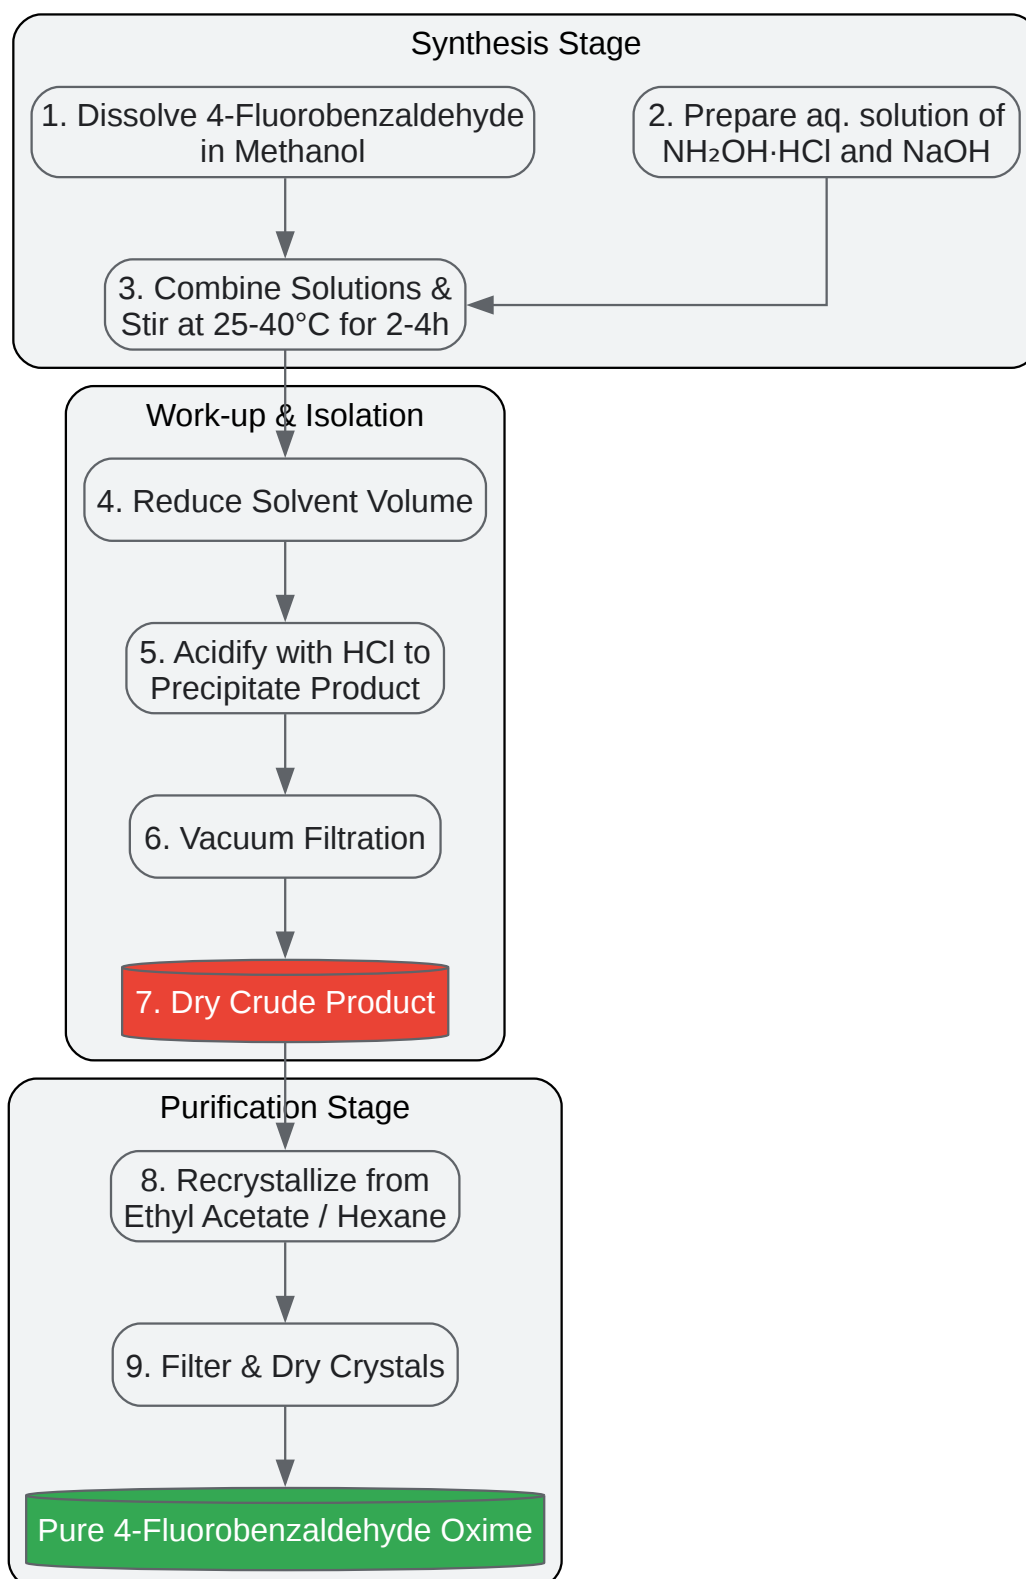 Synthesis Stage
1. Dissolve 4-Fluorobenzaldehyde
in Methanol
2. Prepare aq. solution of
NH₂OH·HCl and NaOH
3. Combine Solutions &
Stir at 25-40°C for 2-4h
Work-up & Isolation
4. Reduce Solvent Volume
5. Acidify with HCl to
Precipitate Product
6. Vacuum Filtration
7. Dry Crude Product
Purification Stage
8. Recrystallize from
Ethyl Acetate / Hexane
9. Filter & Dry Crystals
Pure 4-Fluorobenzaldehyde Oxime